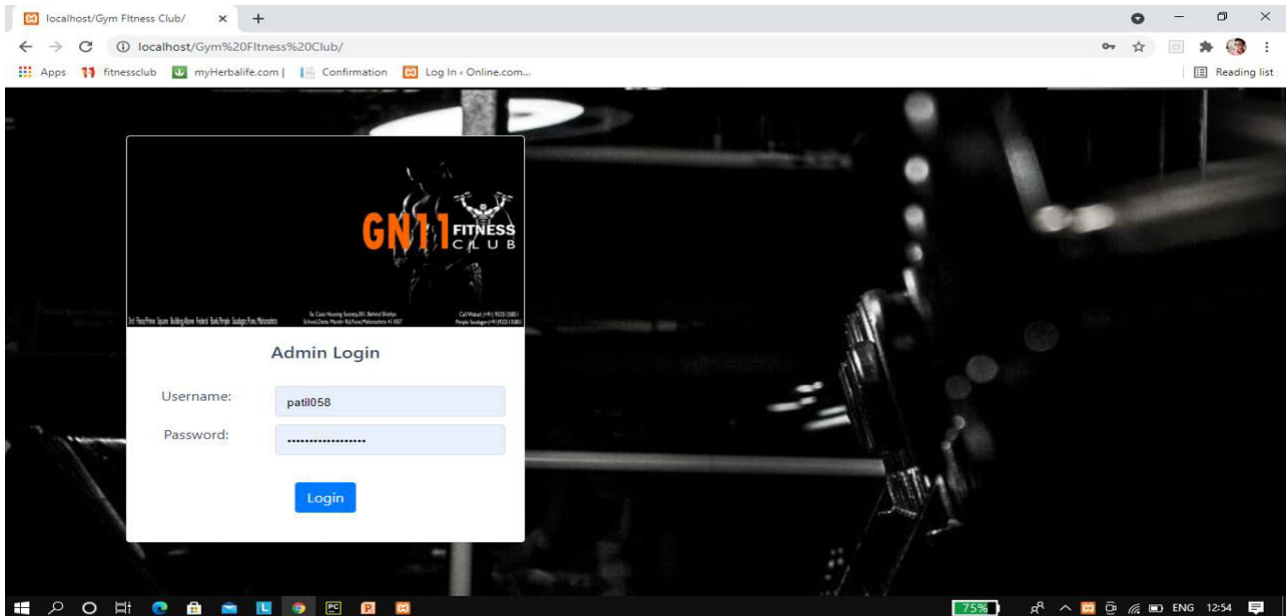 localhost/Gym FItness Club/
localhost/Gym%20FItness%20Club/
Apps fitnessclub myHerbalife.com | Confirmation Log In ‹ Online.com...
Reading list
GN11 FITNESS
CLUB
Admin Login
Username: patil058
Password: ••••••••••••••••••
Login
75% ENG 12:54